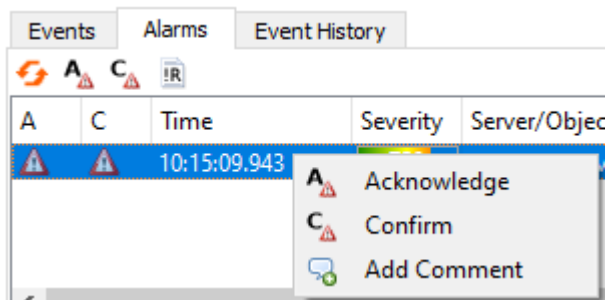 Events Alarms Event History
A C !R
A C Time Severity Server/Objec
10:15:09.943
A Acknowledge
C Confirm
Add Comment